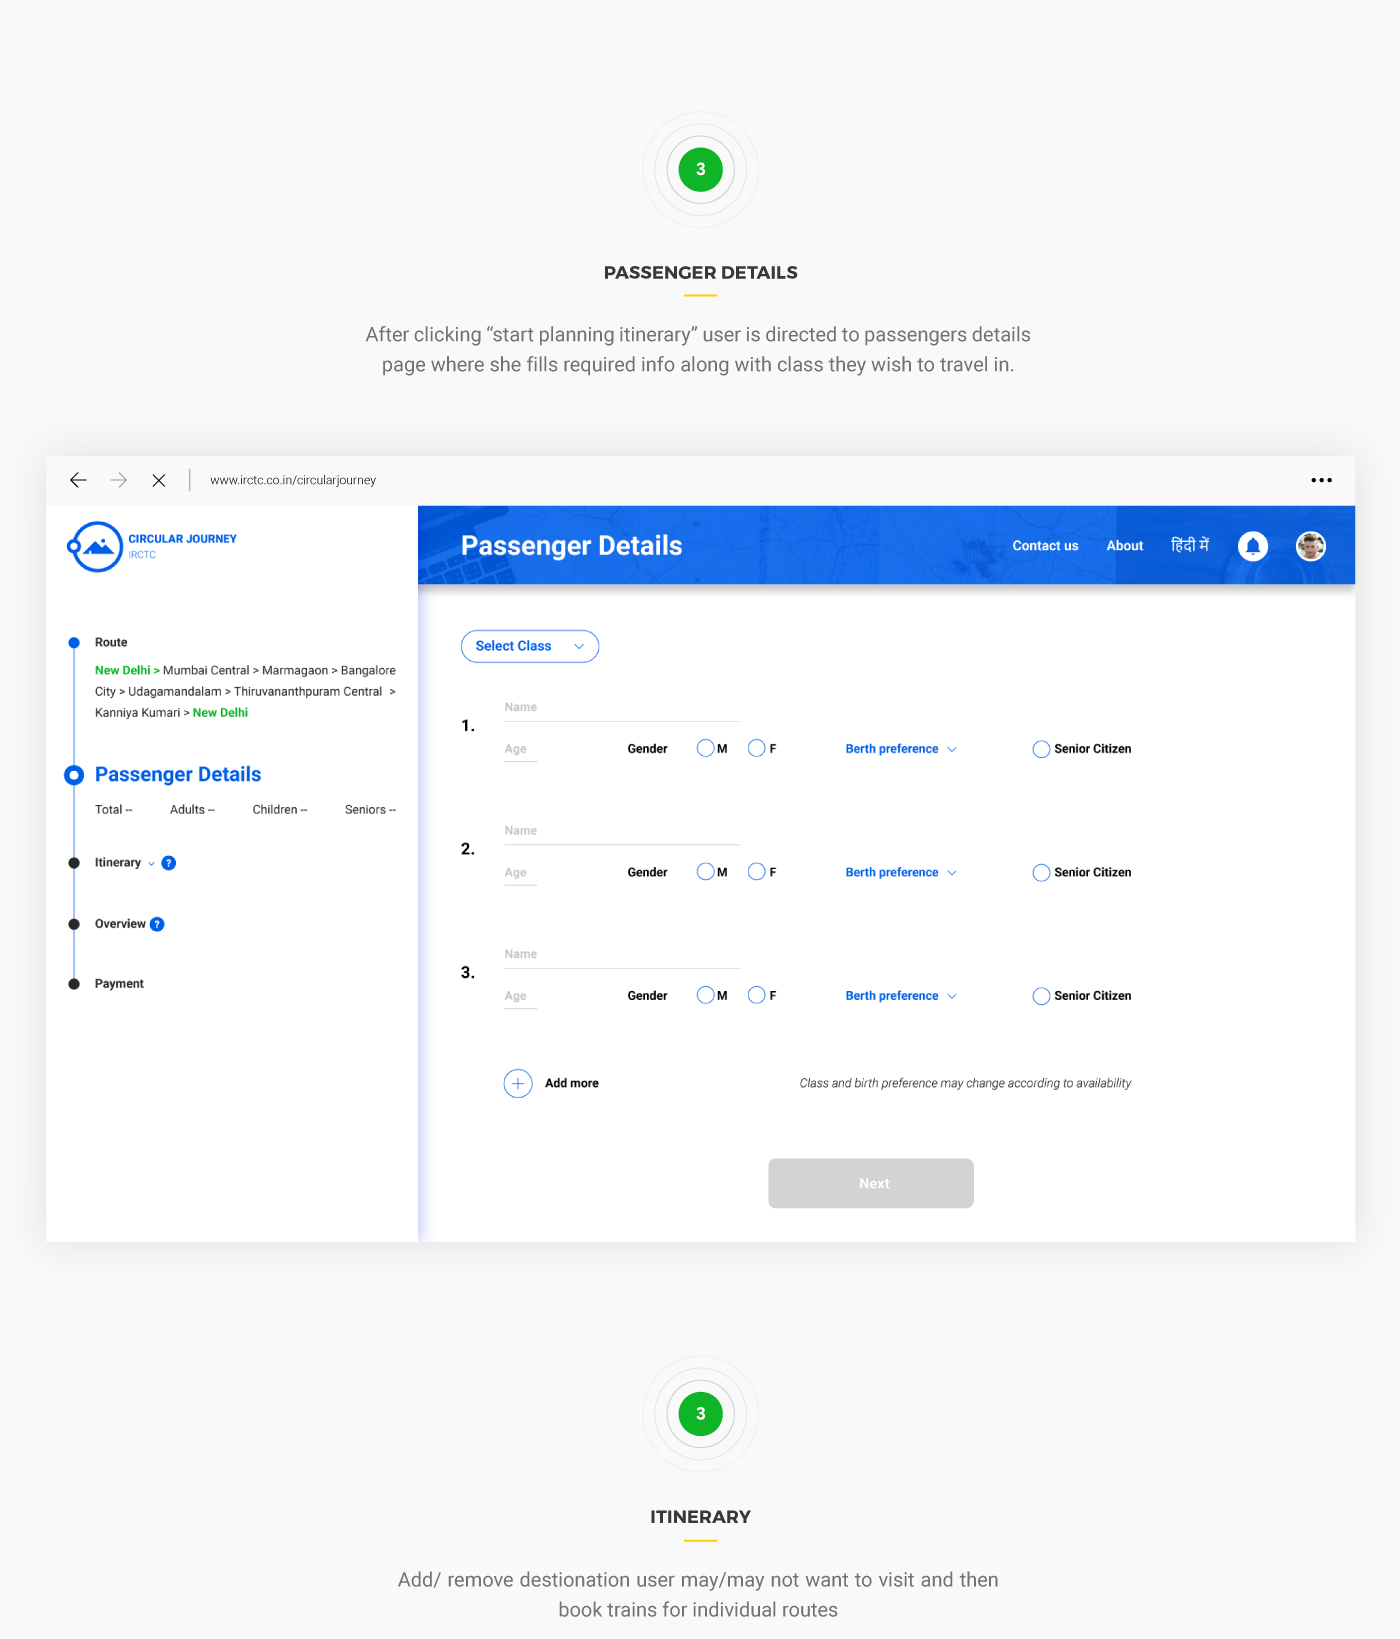 3
PASSENGER DETAILS
After clicking “start planning itinerary” user is directed to passengers details
page where she fills required info along with class they wish to travel in.
www.irctc.co.in/circularjourney
CIRCULAR JOURNEY
IRCTC
Passenger Details
Contact us About हिंदी में
Route
New Delhi > Mumbai Central > Marmagaon > Bangalore
City > Udagamandalam > Thiruvananthpuram Central >
Kanniya Kumari > New Delhi
Passenger Details
Total -- Adults -- Children -- Seniors --
Itinerary ?
Overview ?
Payment
Select Class
1.
Name
Age Gender M F Berth preference Senior Citizen
2.
Name
Age Gender M F Berth preference Senior Citizen
3.
Name
Age Gender M F Berth preference Senior Citizen
Add more Class and birth preference may change according to availability
Next
3
ITINERARY
Add/ remove destionation user may/may not want to visit and then
book trains for individual routes